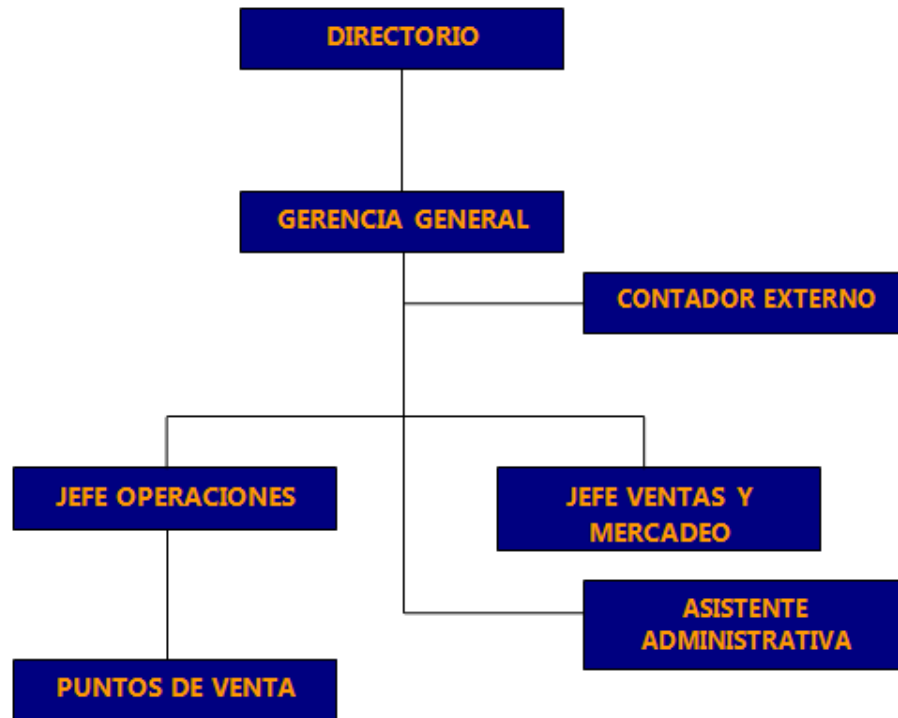 DIRECTORIO
GERENCIA GENERAL
CONTADOR EXTERNO
JEFE OPERACIONES
JEFE VENTAS Y
MERCADEO
ASISTENTE
ADMINISTRATIVA
PUNTOS DE VENTA